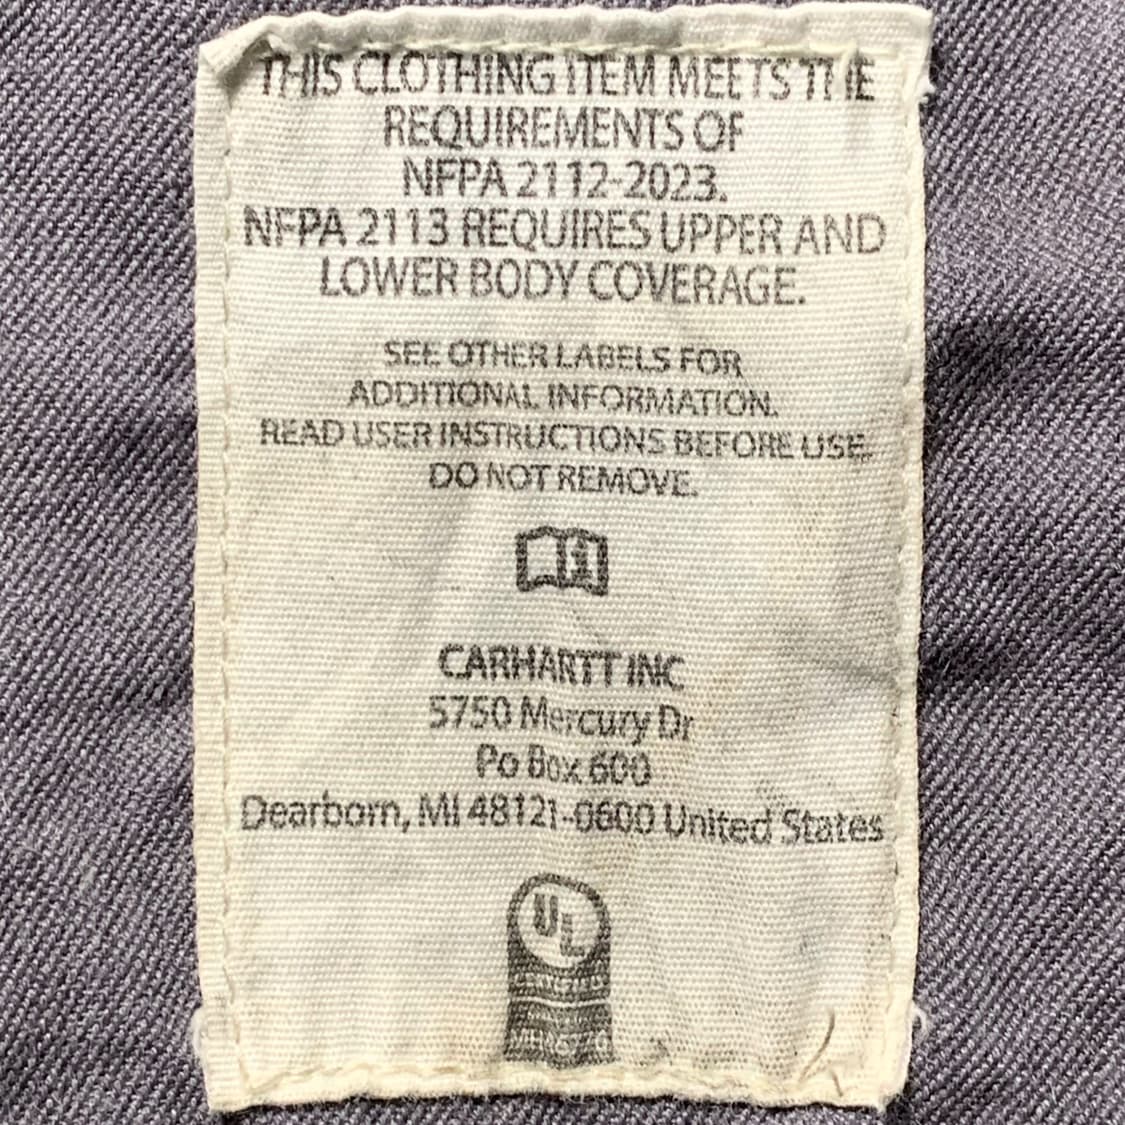 THIS CLOTHING ITEM MEETS THE
REQUIREMENTS OF
NFPA 2112-2023.
NFPA 2113 REQUIRES UPPER AND
LOWER BODY COVERAGE.
SEE OTHER LABELS FOR
ADDITIONAL INFORMATION.
READ USER INSTRUCTIONS BEFORE USE.
DO NOT REMOVE.
CARHARTT INC
5750 Mercury Dr
Po Box 600
Dearborn, MI 48121-0600 United States
UL
CERTIFIED